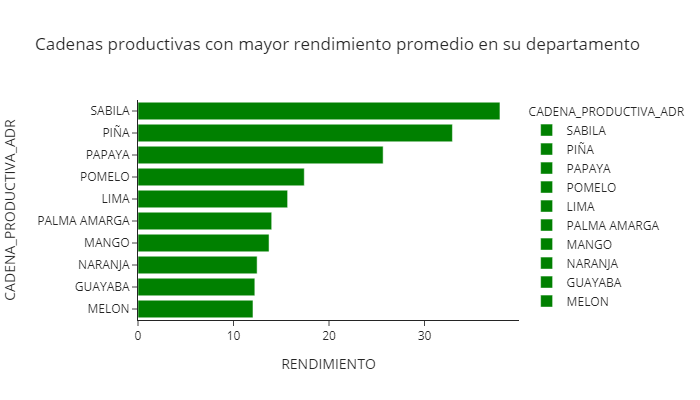 Cadenas productivas con mayor rendimiento promedio en su departamento
CADENA_PRODUCTIVA_ADR
SABILA
PIÑA
PAPAYA
POMELO
LIMA
PALMA AMARGA
MANGO
NARANJA
GUAYABA
MELON
0 10 20 30
RENDIMIENTO
CADENA_PRODUCTIVA_ADR
SABILA
PIÑA
PAPAYA
POMELO
LIMA
PALMA AMARGA
MANGO
NARANJA
GUAYABA
MELON